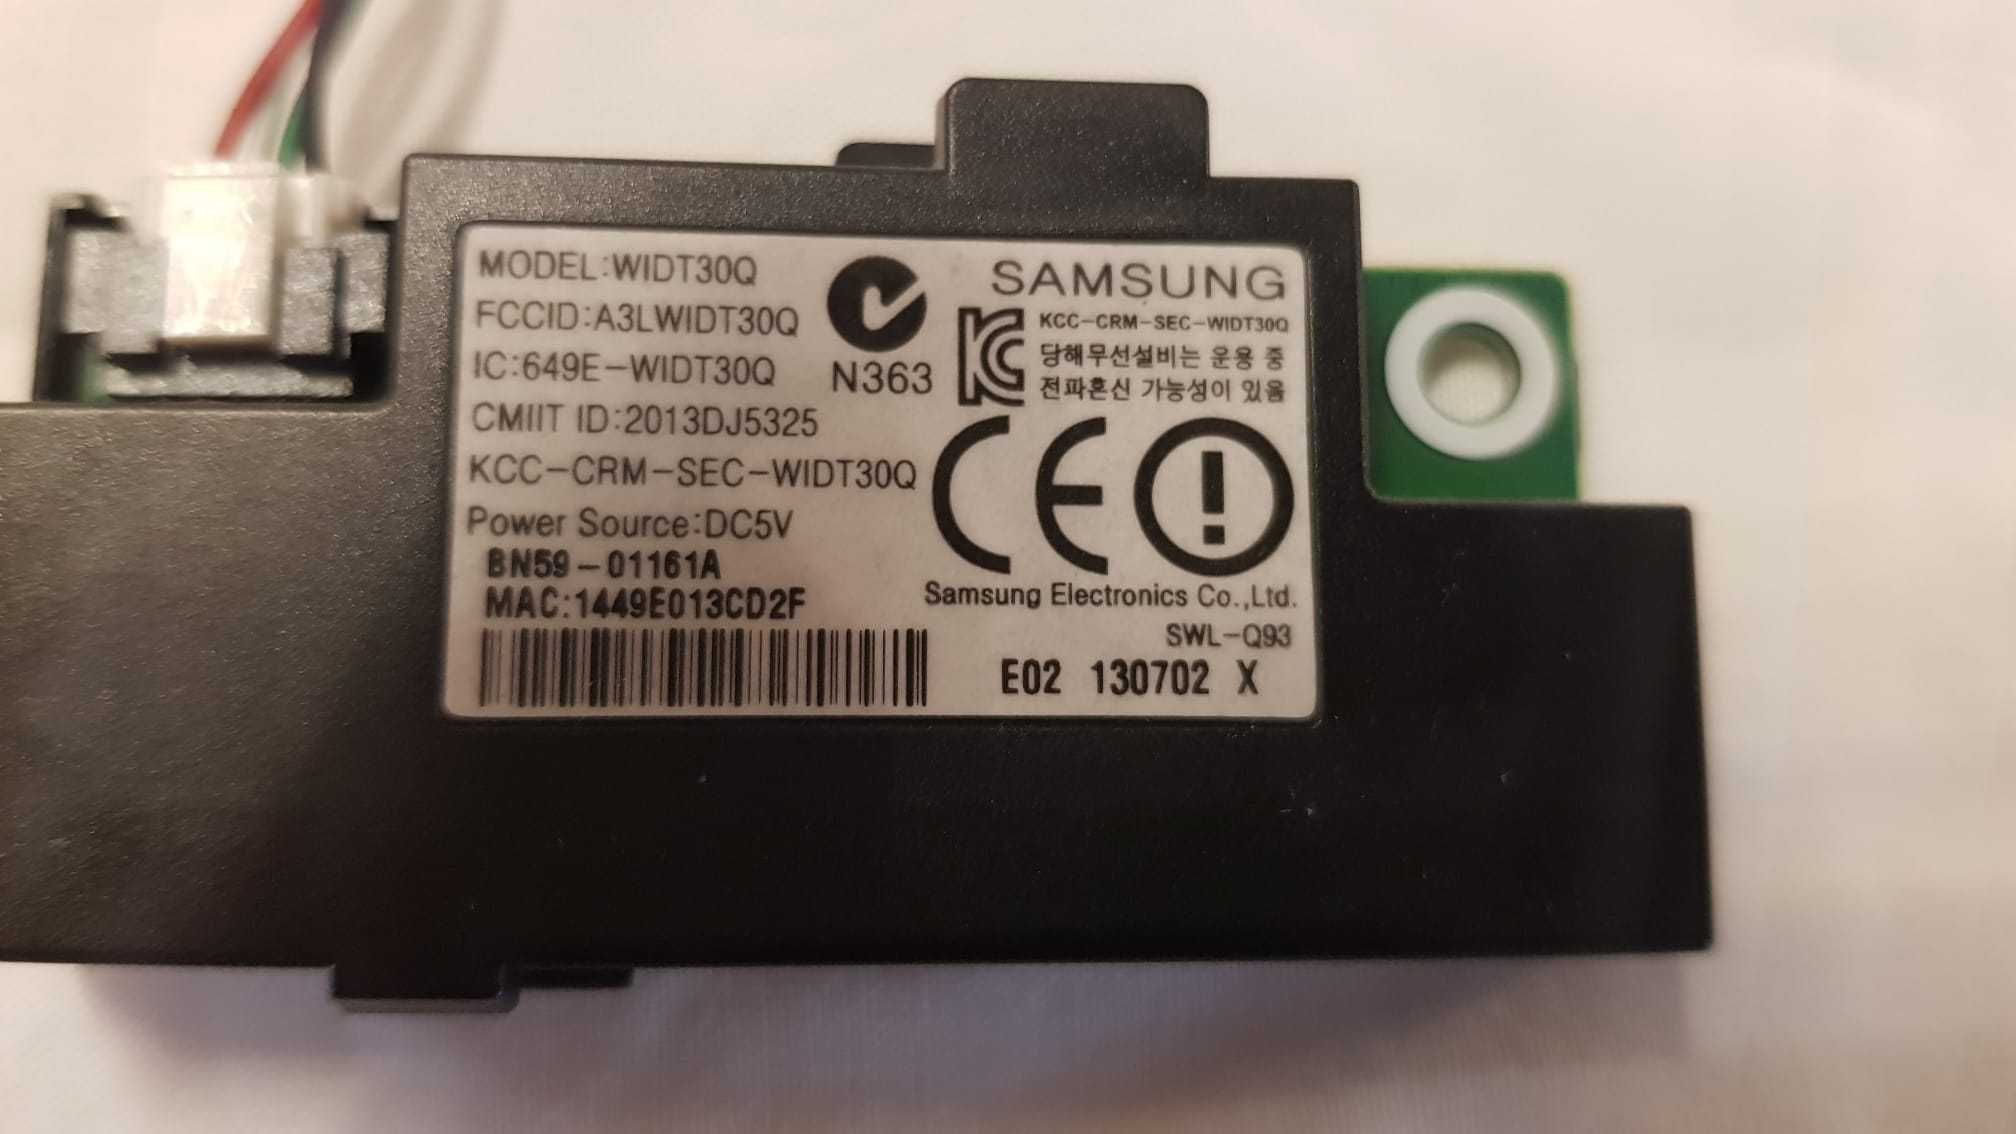 MODEL:WIDT30Q
FCCID:A3LWIDT30Q
IC:649E-WIDT30Q
CMIIT ID:2013DJ5325
KCC-CRM-SEC-WIDT30Q
Power Source:DC5V
BN59-01161A
MAC:1449E013CD2F
N363
SAMSUNG
KCC-CRM-SEC-WIDT30Q
당해무선설비는 운용 중
전파혼신 가능성이 있음
CE
Samsung Electronics Co.,Ltd.
SWL-Q93
E02 130702 X